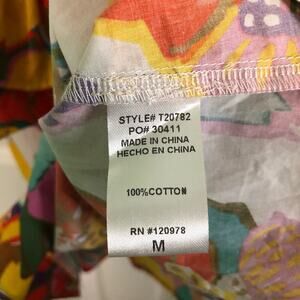 STYLE# T20782
PO# 30411
MADE IN CHINA
HECHO EN CHINA
100%COTTON
RN #120978
M